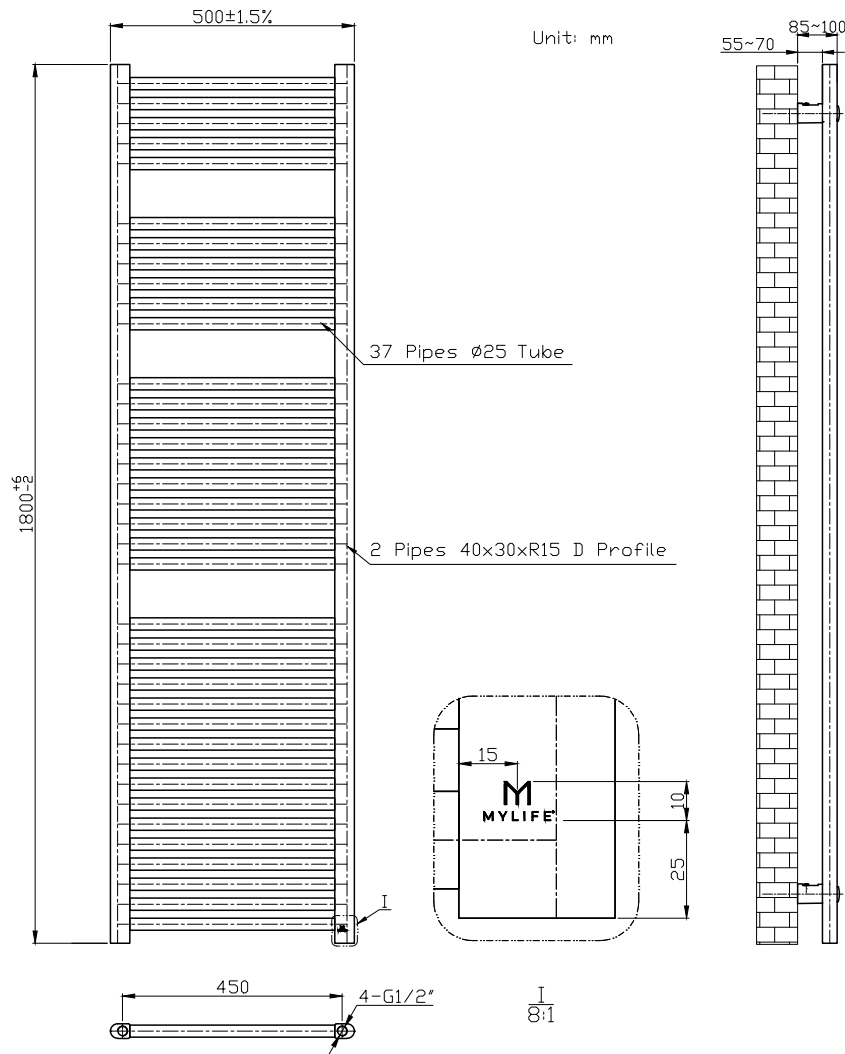 500±1.5%
Unit: mm
85~100
55~70
1800+6-2
37 Pipes Ø25 Tube
2 Pipes 40x30xR15 D Profile
15
MYLIFE
10
25
I
450
4-G1/2"
I
8:1